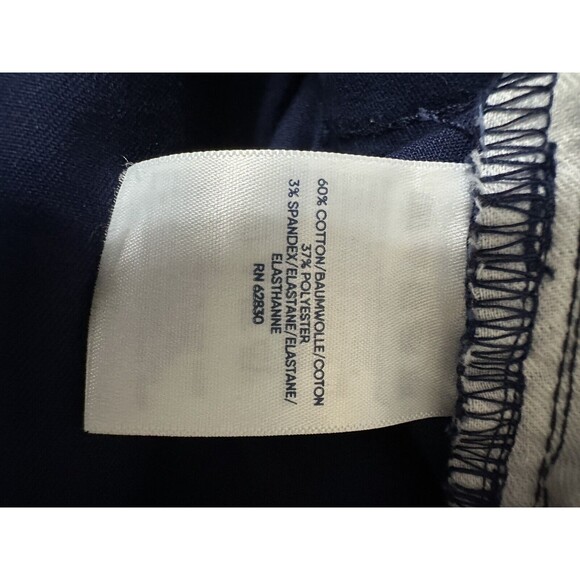 60% COTTON/BAUMWOLLE/COTON
37% POLYESTER
3% SPANDEX/ELASTANE/ELASTANE/
ELASTHANNE
RN 62830